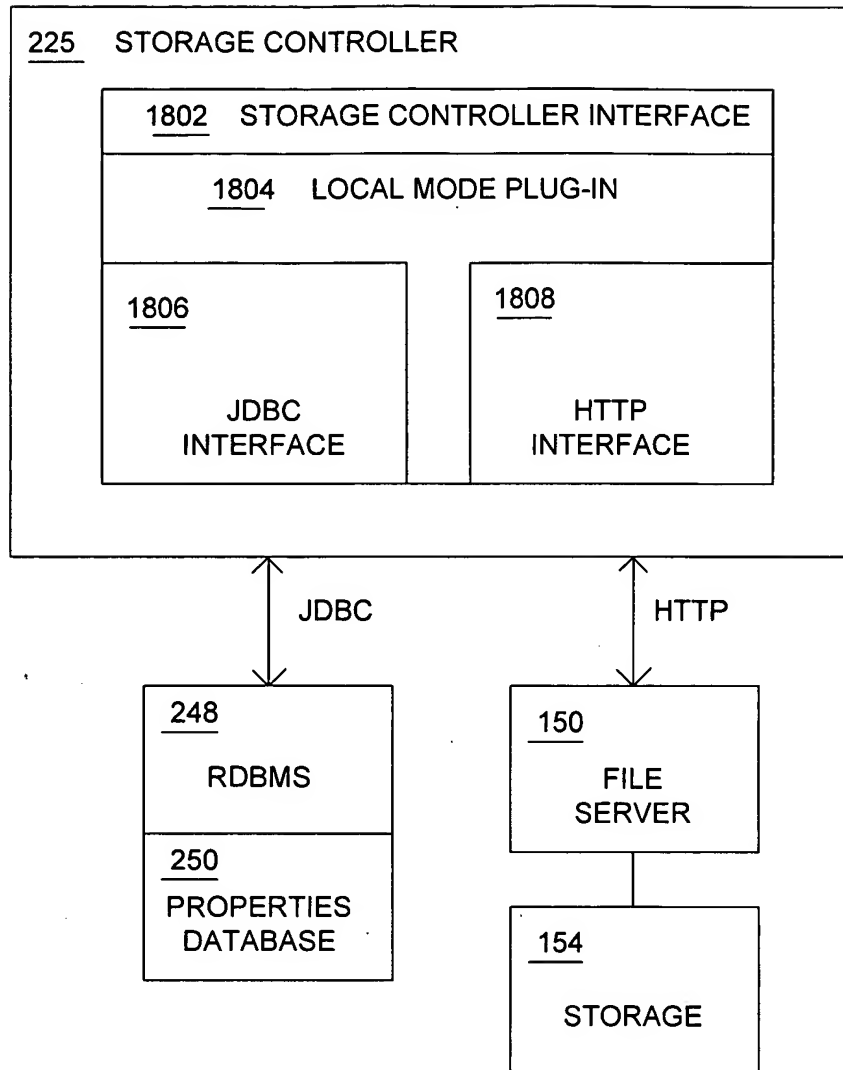 225 STORAGE CONTROLLER
1802 STORAGE CONTROLLER INTERFACE
1804 LOCAL MODE PLUG-IN
1806
JDBC
INTERFACE
1808
HTTP
INTERFACE
JDBC
HTTP
248
RDBMS
250
PROPERTIES
DATABASE
150
FILE
SERVER
154
STORAGE